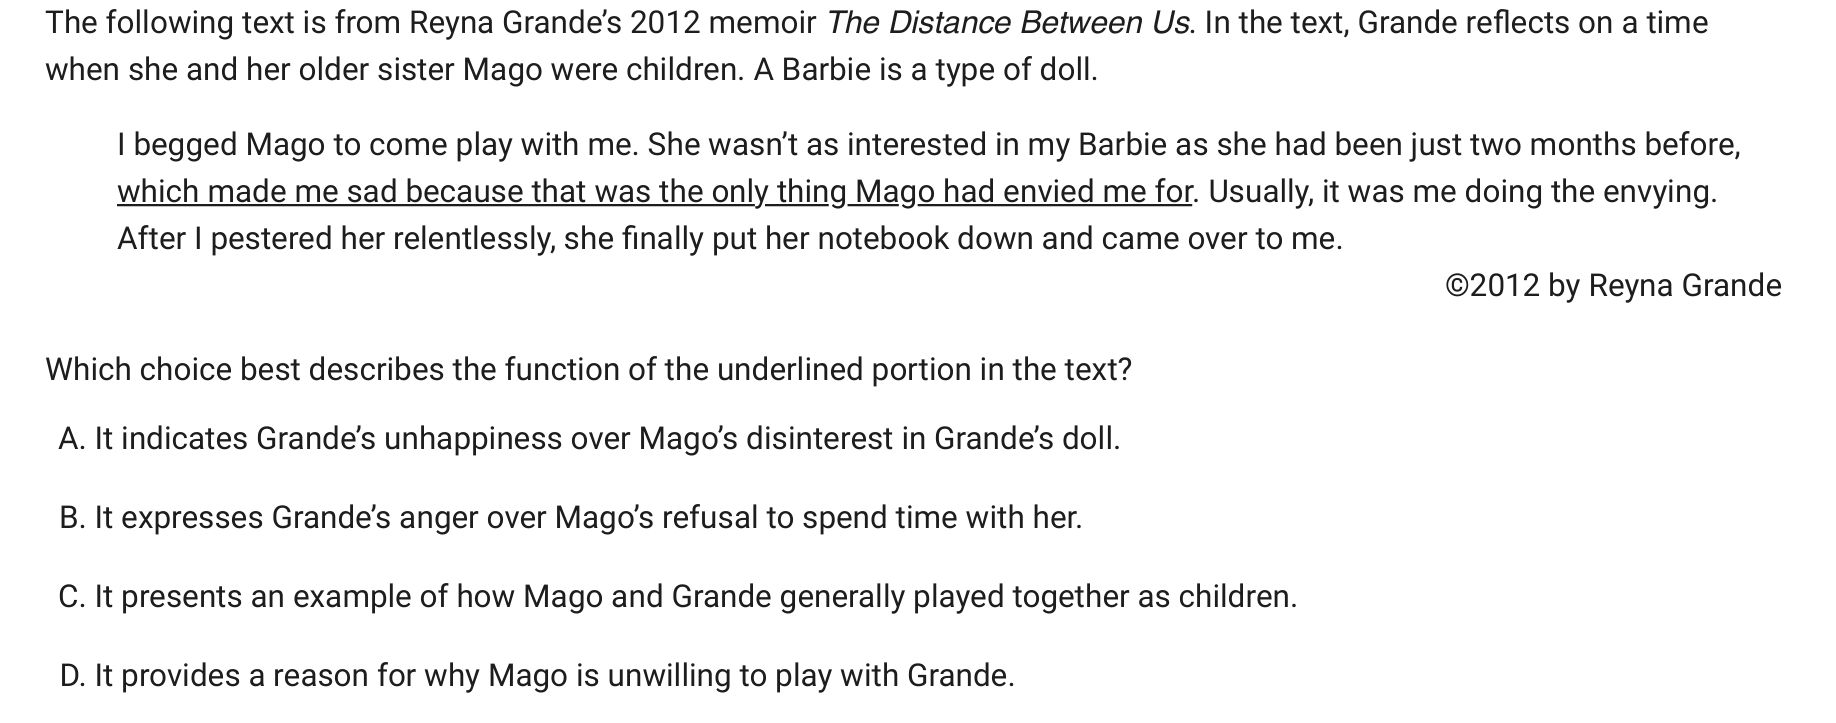 The following text is from Reyna Grande’s 2012 memoir The Distance Between Us. In the text, Grande reflects on a time
when she and her older sister Mago were children. A Barbie is a type of doll.
I begged Mago to come play with me. She wasn’t as interested in my Barbie as she had been just two months before,
which made me sad because that was the only thing Mago had envied me for. Usually, it was me doing the envying.
After I pestered her relentlessly, she finally put her notebook down and came over to me.
©2012 by Reyna Grande
Which choice best describes the function of the underlined portion in the text?
A. It indicates Grande’s unhappiness over Mago’s disinterest in Grande’s doll.
B. It expresses Grande’s anger over Mago’s refusal to spend time with her.
C. It presents an example of how Mago and Grande generally played together as children.
D. It provides a reason for why Mago is unwilling to play with Grande.